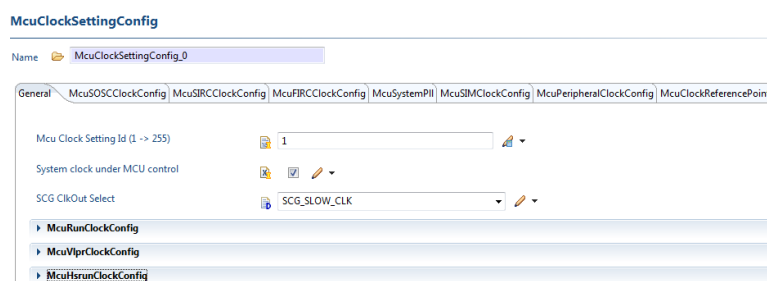 McuClockSettingConfig
Name McuClockSettingConfig_0
General McuSOSCClockConfig McuSIRCClockConfig McuFIRCClockConfig McuSystemPll McuSIMClockConfig McuPeripheralClockConfig McuClockReferencePoin
Mcu Clock Setting Id (1 -> 255) 1
System clock under MCU control
SCG ClkOut Select SCG_SLOW_CLK
McuRunClockConfig
McuVlprClockConfig
McuHsrunClockConfig